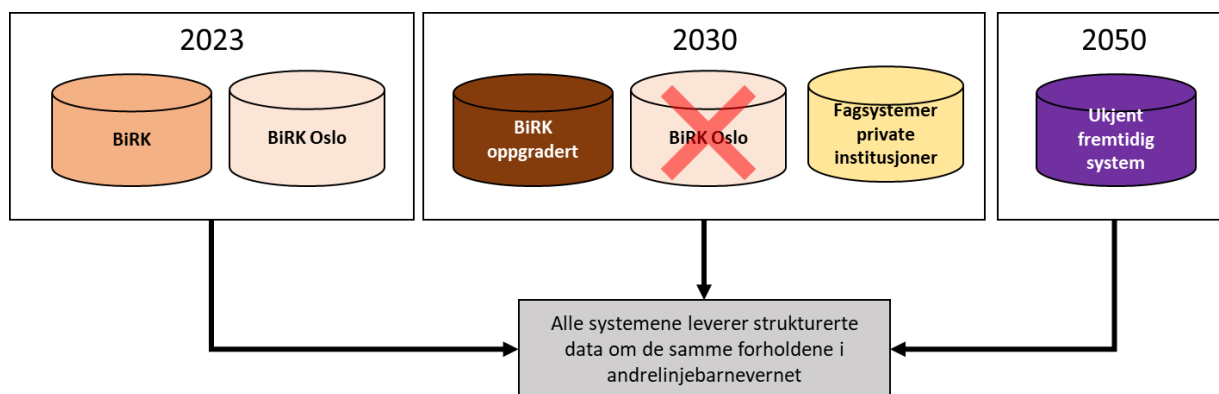 2023
BiRK
BiRK Oslo
2030
BiRK
oppgradert
BiRK Oslo
Fagsystemer
private
institusjoner
2050
Ukjent
fremtidig
system
Alle systemene leverer strukturerte
data om de samme forholdene i
andrelinjebarnevernet